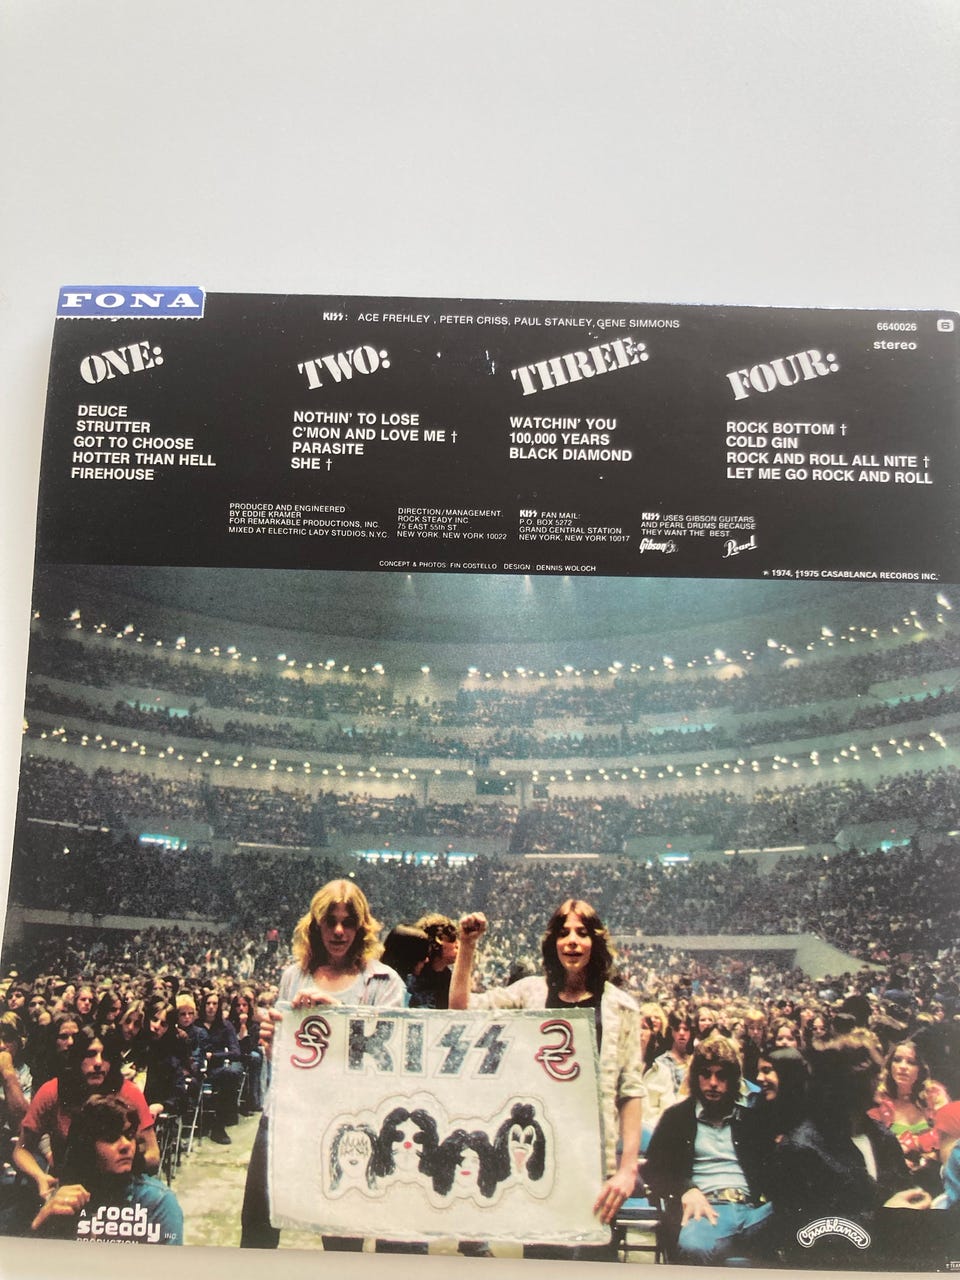 FONA
KISS: ACE FREHLEY, PETER CRISS, PAUL STANLEY, GENE SIMMONS
6640026 S
stereo
ONE:
DEUCE
STRUTTER
GOT TO CHOOSE
HOTTER THAN HELL
FIREHOUSE
TWO:
NOTHIN' TO LOSE
C'MON AND LOVE ME †
PARASITE
SHE †
THREE:
WATCHIN' YOU
100,000 YEARS
BLACK DIAMOND
FOUR:
ROCK BOTTOM †
COLD GIN
ROCK AND ROLL ALL NITE †
LET ME GO ROCK AND ROLL
PRODUCED AND ENGINEERED
BY EDDIE KRAMER
FOR REMARKABLE PRODUCTIONS, INC.
MIXED AT ELECTRIC LADY STUDIOS, N.Y.C.
DIRECTION/MANAGEMENT.
ROCK STEADY INC.
75 EAST 55th ST.
NEW YORK, NEW YORK 10022
KISS FAN MAIL:
P.O. BOX 5272
GRAND CENTRAL STATION
NEW YORK, NEW YORK 10017
KISS USES GIBSON GUITARS
AND PEARL DRUMS BECAUSE
THEY WANT THE BEST.
Gibson Pearl
CONCEPT & PHOTOS: FIN COSTELLO DESIGN: DENNIS WOLOCH
* 1974, †1975 CASABLANCA RECORDS INC.
KISS
A rock
steady INC.
PRODUCTION
Casablanca